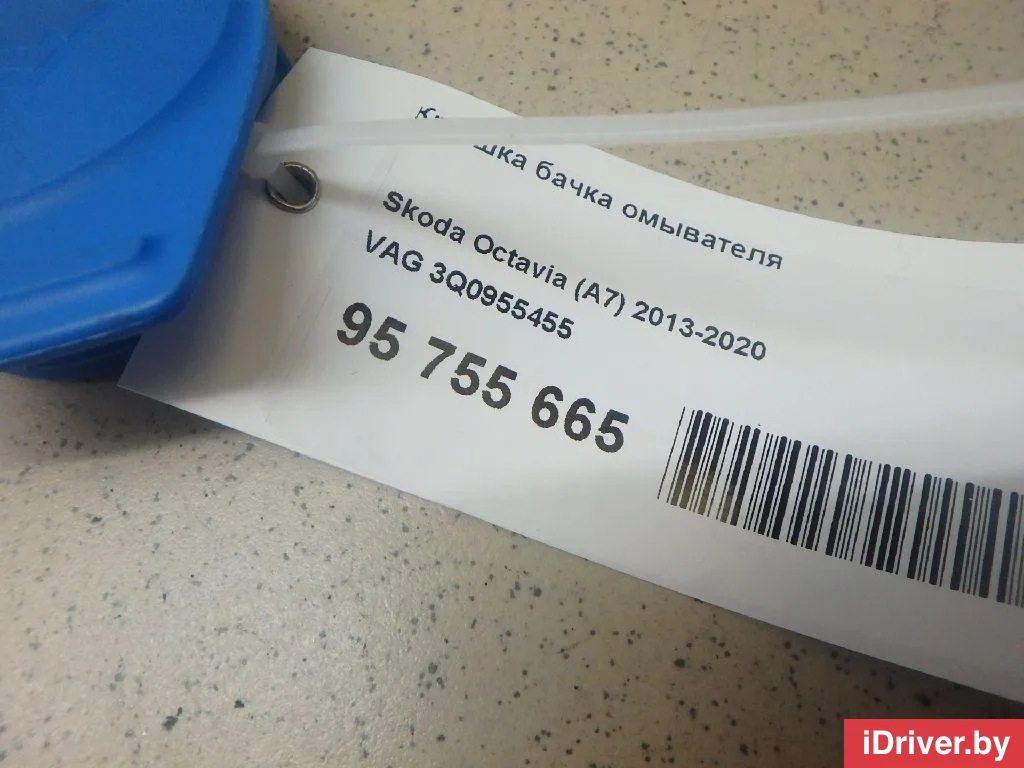 бачка омывателя
Skoda Octavia (A7) 2013-2020
VAG 3Q0955455
95 755 665
iDriver.by